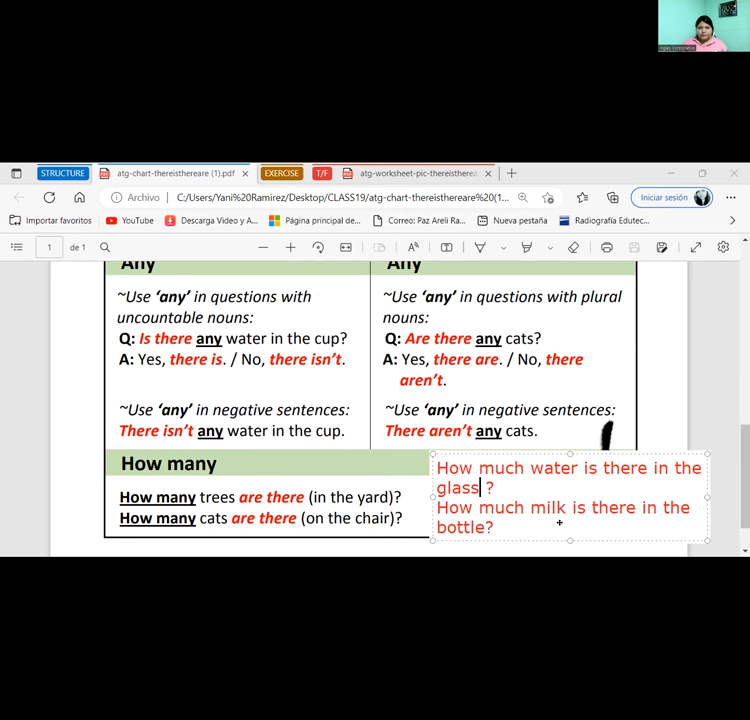 Inglés Corporativo
STRUCTURE
atg-chart-thereisthere are (1).pdf
EXERCISE
T/F
atg-worksheet-pic-thereistherea
Archivo
C:/Users/Yani%20Ramirez/Desktop/CLASS19/atg-chart-thereisthereare%20(1...
Iniciar sesión
Importar favoritos
YouTube
Descarga Video y A...
Página principal de...
Correo: Paz Areli R...
Nueva pestaña
Radiografía Edutec...
1
de 1
Any
Any
~Use ‘any’ in questions with
uncountable nouns:
Q: Is there any water in the cup?
A: Yes, there is. / No, there isn’t.
~Use ‘any’ in negative sentences:
There isn’t any water in the cup.
~Use ‘any’ in questions with plural
nouns:
Q: Are there any cats?
A: Yes, there are. / No, there
aren’t.
~Use ‘any’ in negative sentences:
There aren’t any cats.
How many
How many trees are there (in the yard)?
How many cats are there (on the chair)?
How much water is there in the
glass ?
How much milk is there in the
bottle?